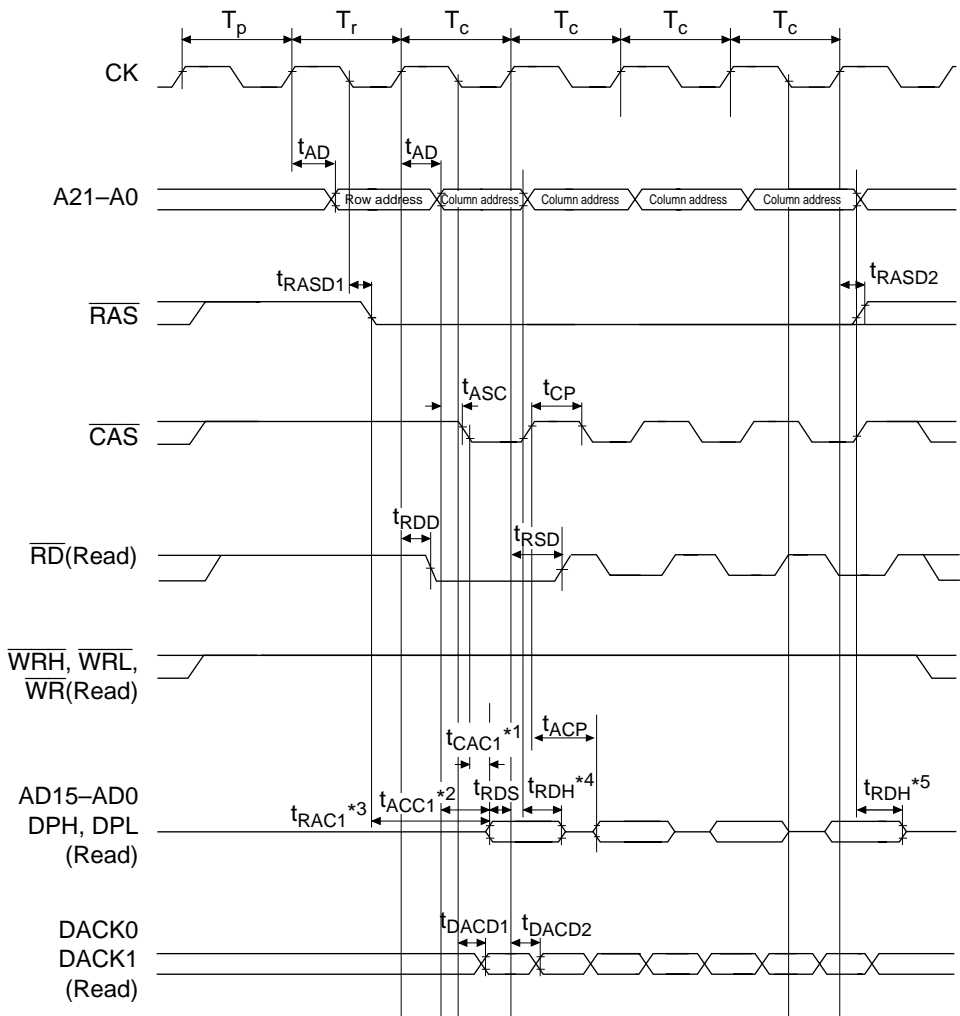 Tp Tr Tc Tc Tc Tc
CK
tAD tAD
A21–A0 Row address Column address Column address Column address Column address
tRASD1 tRASD2
RAS
tASC tCP
CAS
tRDD tRSD
RD(Read)
WRH, WRL,
WR(Read)
tCAC1*1 tACP
AD15–AD0
DPH, DPL
(Read)
tRAC1*3 tACC1*2 tRDS tRDH*4 tRDH*5
DACK0
DACK1
(Read)
tDACD1 tDACD2